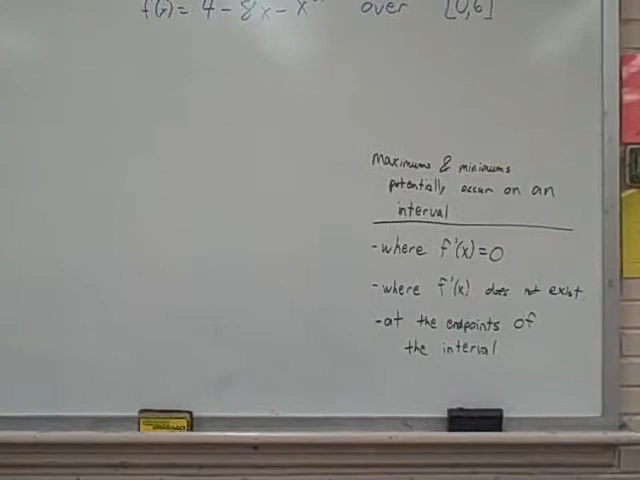 f(x) = 4 - 8x - x over [0,6]
Maximums & minimums
potentially occur on an
interval
-where f'(x)=0
-where f'(x) does not exist
-at the endpoints of
the interval